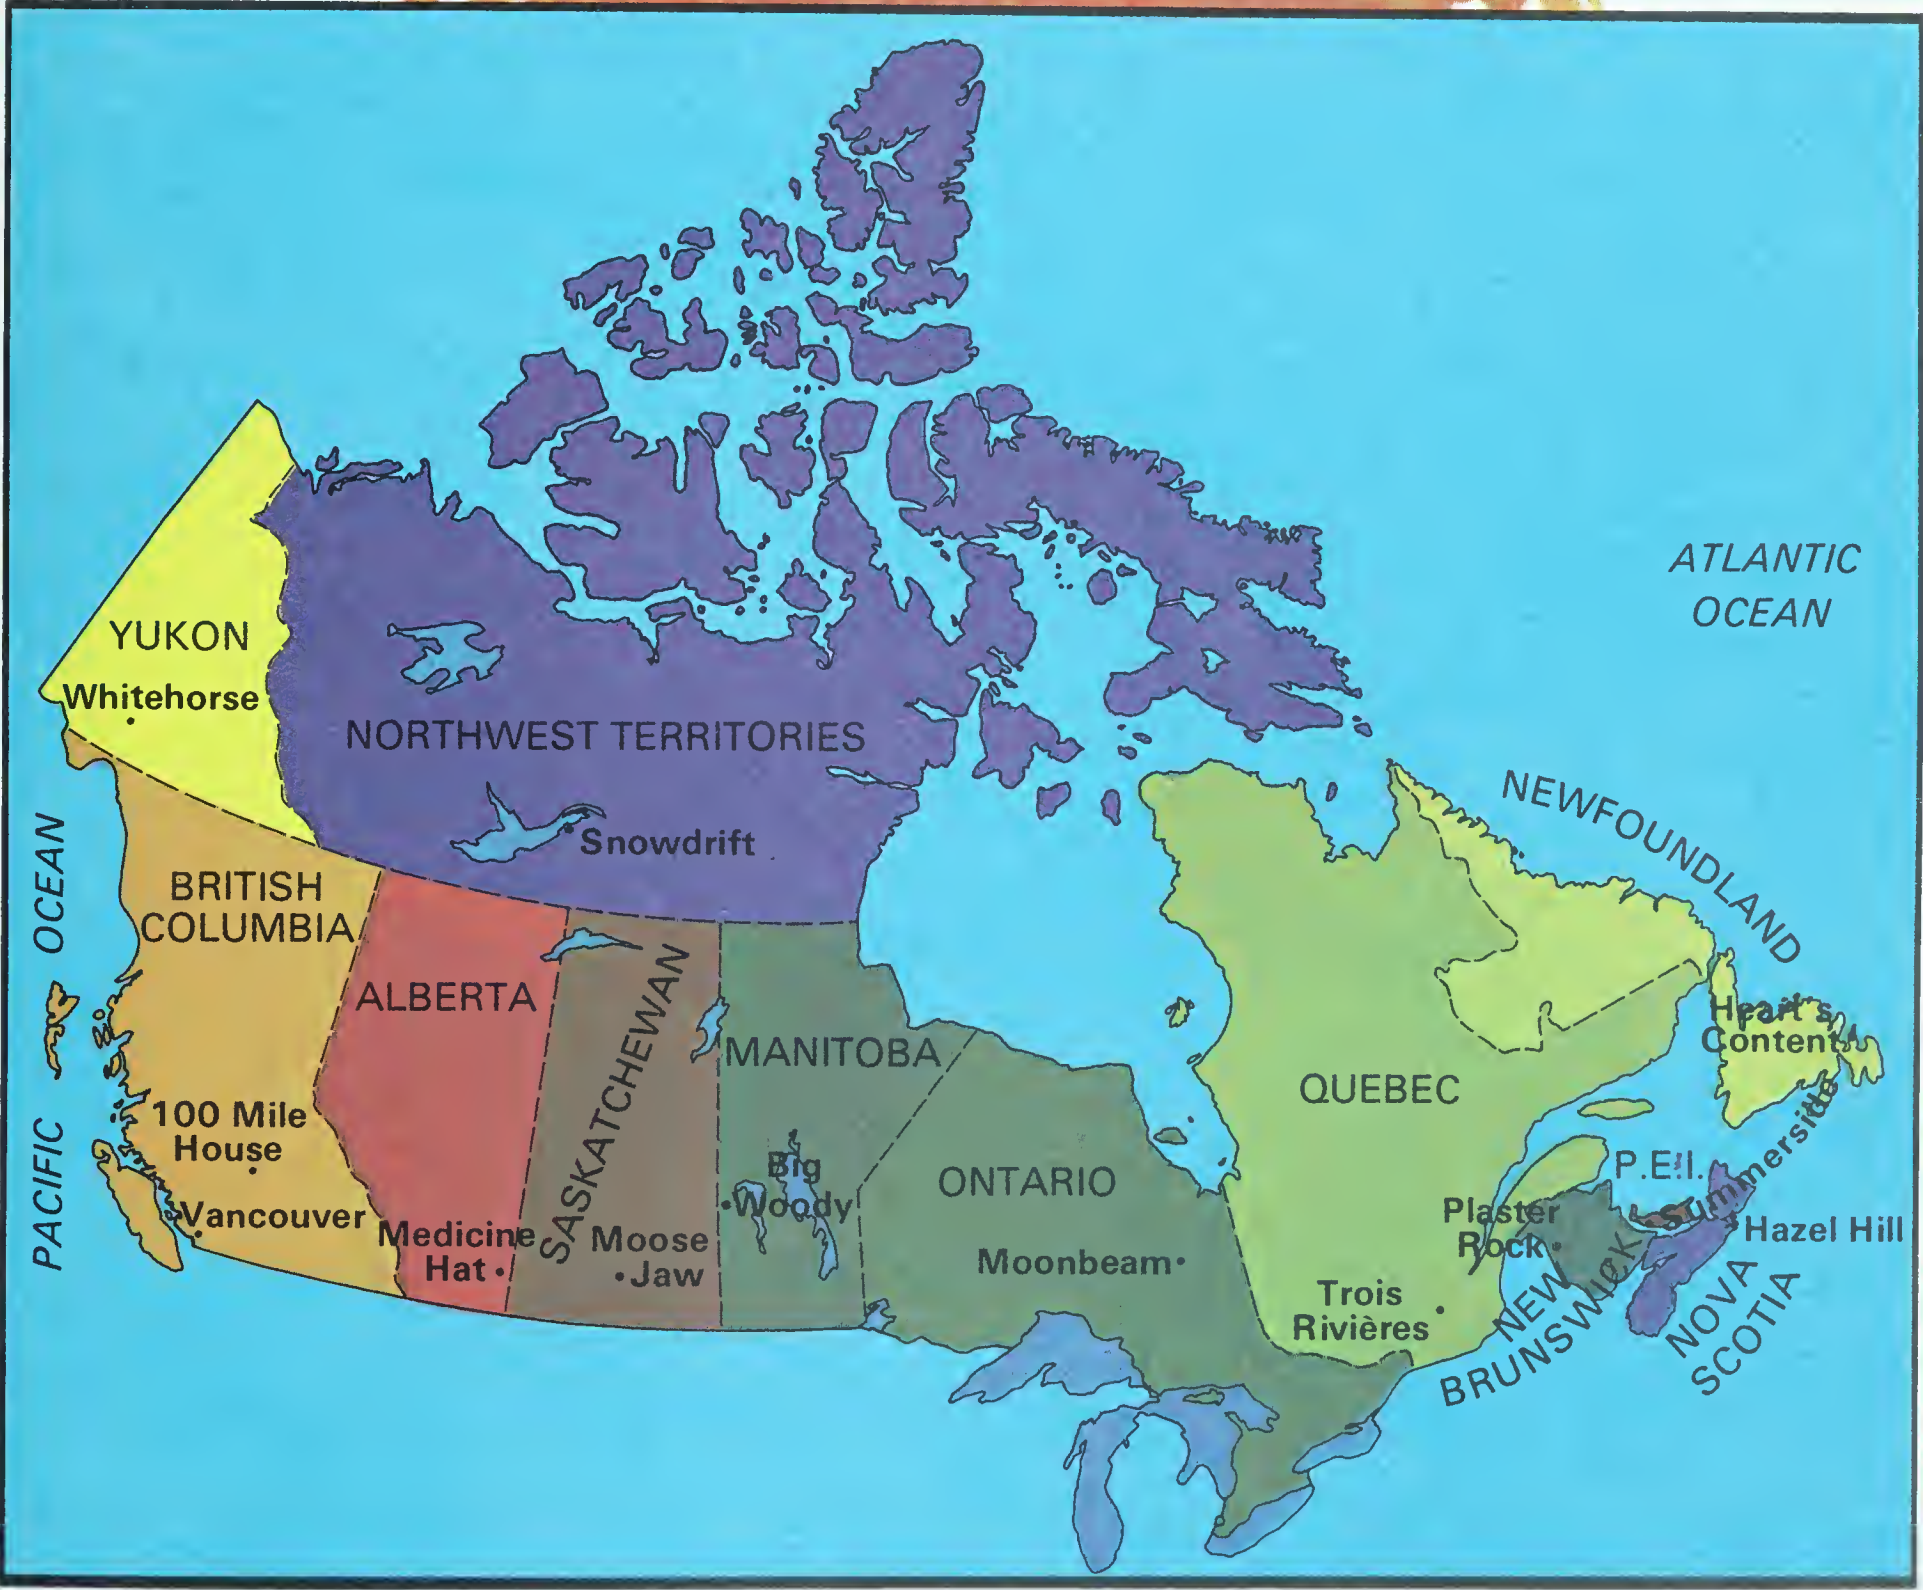 ATLANTIC
OCEAN
YUKON
Whitehorse
NORTHWEST TERRITORIES
Snowdrift
NEWFOUNDLAND
PACIFIC OCEAN
BRITISH
COLUMBIA
ALBERTA
SASKATCHEWAN
MANITOBA
Heart's
Content
QUEBEC
100 Mile
House
Vancouver
Medicine
Hat
Moose
Jaw
Big
Woody
ONTARIO
Moonbeam
Trois
Rivières
P.E.I.
Summerside
Plaster
Rock
Hazel Hill
NEW
BRUNSWICK
NOVA
SCOTIA